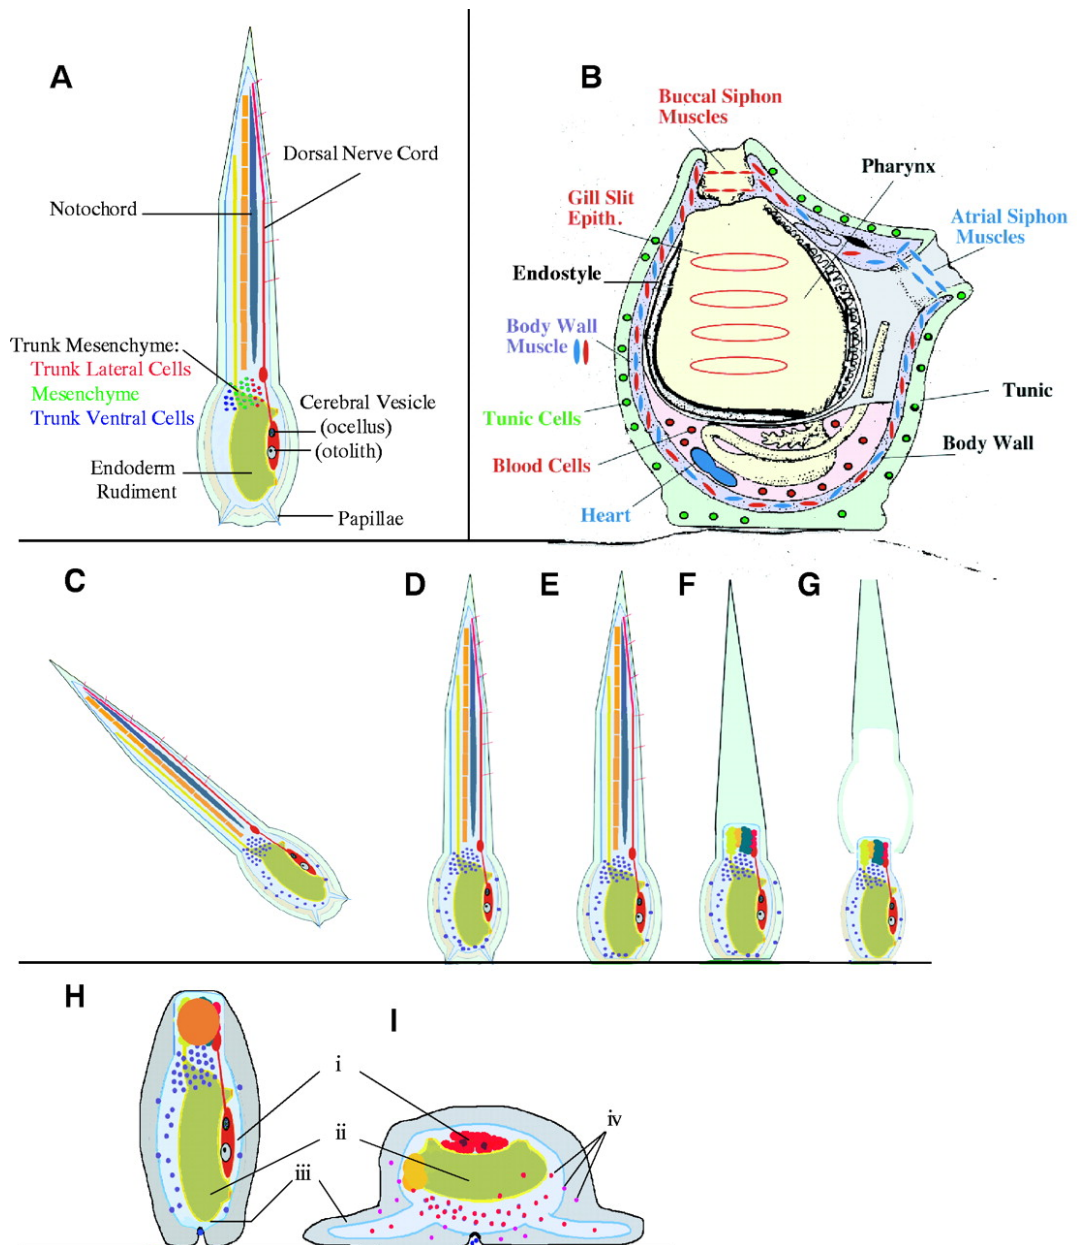 A
Dorsal Nerve Cord
Notochord
Trunk Mesenchyme:
Trunk Lateral Cells
Mesenchyme
Trunk Ventral Cells
Cerebral Vesicle
(ocellus)
(otolith)
Endoderm
Rudiment
Papillae
B
Buccal Siphon
Muscles
Pharynx
Gill Slit
Epith.
Atrial Siphon
Muscles
Endostyle
Body Wall
Muscle
Tunic
Tunic Cells
Body Wall
Blood Cells
Heart
C
D
E
F
G
H
I
i
ii
iii
iv